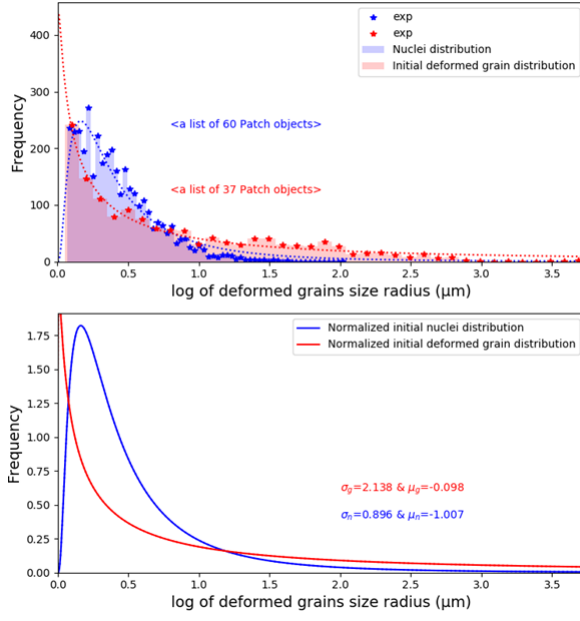 exp
exp
Nuclei distribution
Initial deformed grain distribution
<a list of 60 Patch objects>
<a list of 37 Patch objects>
Frequency
400
300
200
100
0
0.0 0.5 1.0 1.5 2.0 2.5 3.0 3.5
log of deformed grains size radius (μm)
Normalized initial nuclei distribution
Normalized initial deformed grain distribution
σg=2.138 & μg=-0.098
σn=0.896 & μn=-1.007
Frequency
1.75
1.50
1.25
1.00
0.75
0.50
0.25
0.00
0.0 0.5 1.0 1.5 2.0 2.5 3.0 3.5
log of deformed grains size radius (μm)